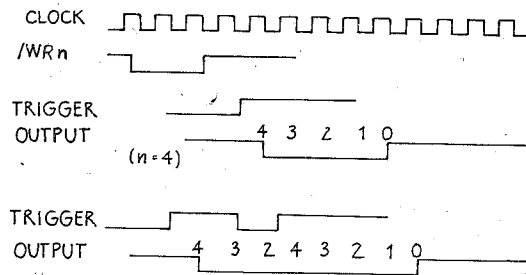 CLOCK
/WRn
TRIGGER
OUTPUT 4 3 2 1 0
(n=4)
TRIGGER
OUTPUT 4 3 2 4 3 2 1 0